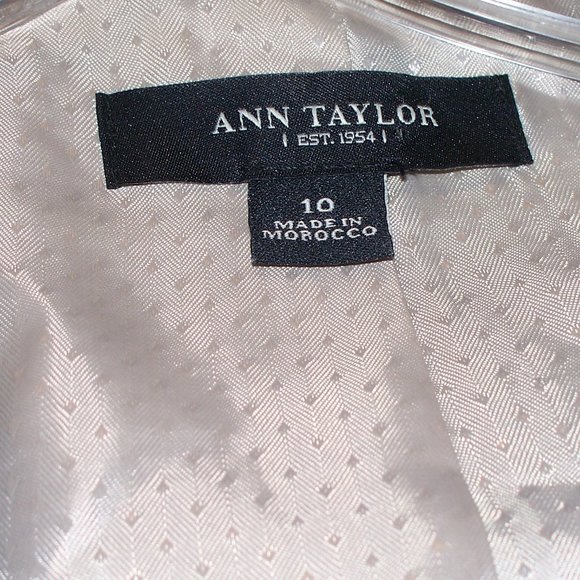 ANN TAYLOR
| EST. 1954 |
10
MADE IN
MOROCCO